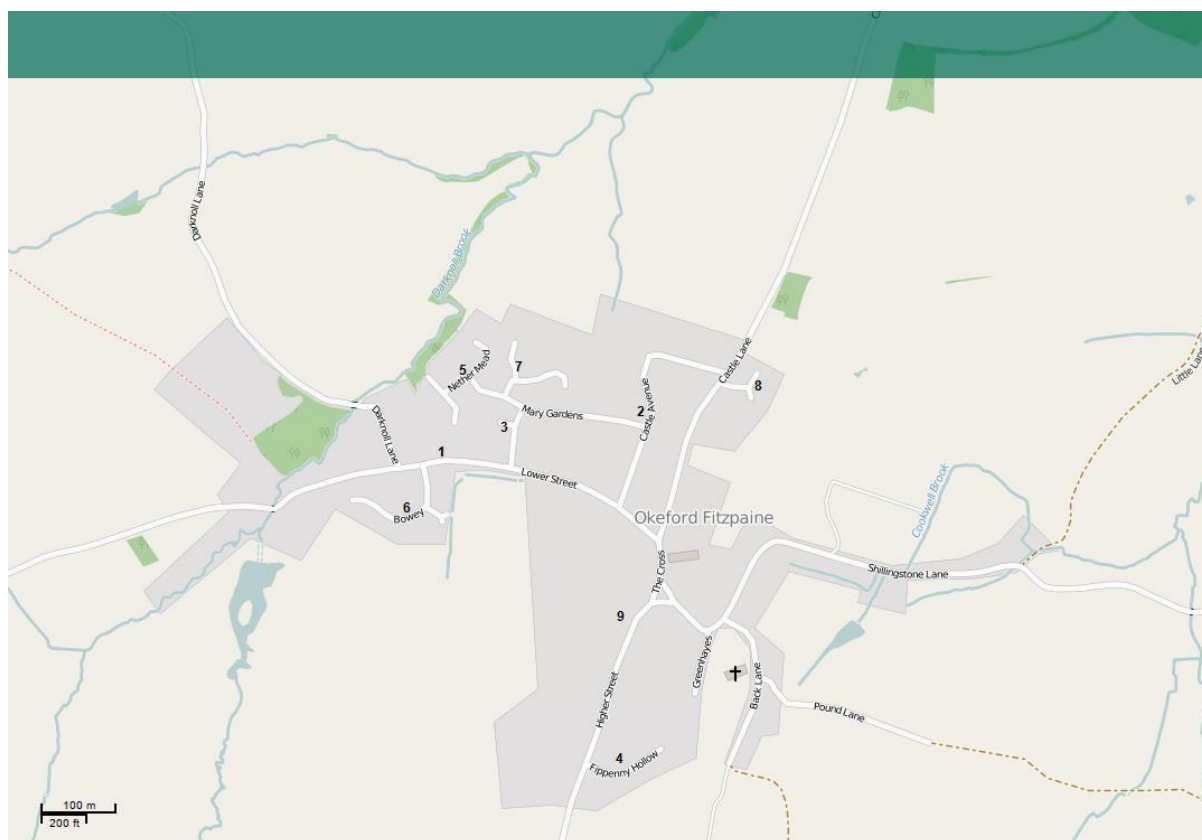 Darknoll Lane
Darknoll Brook
Castle Lane
Little Lane
5
Nether Mead
7
8
Mary Gardens
2
Castle Avenue
3
Darknoll Lane
1
Lower Street
6
Bowey
Okeford Fitzpaine
Cookwell Brook
Shillingstone Lane
The Cross
9
Greenhayes
Higher Street
Back Lane
Pound Lane
4
Fippenny Hollow
100 m
200 ft